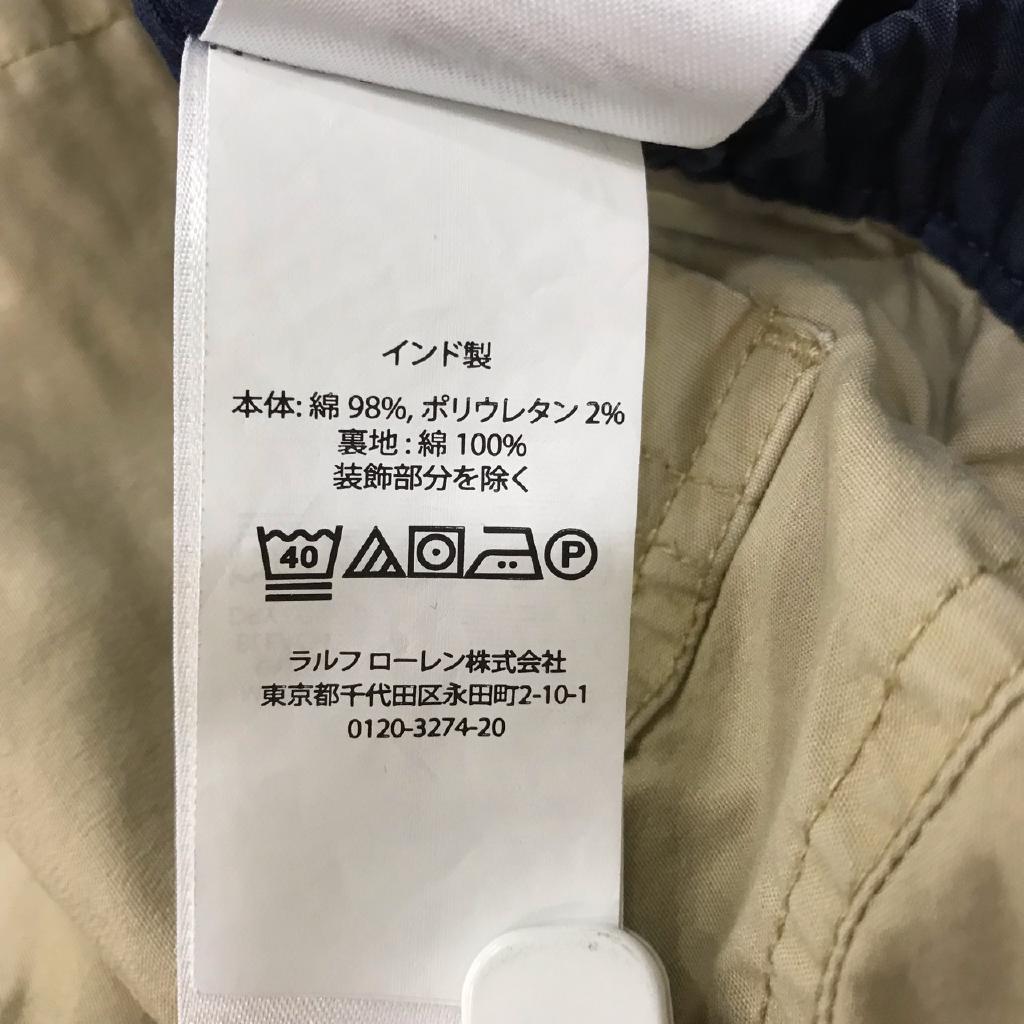 インド製
本体: 綿 98%, ポリウレタン 2%
裏地 : 綿 100%
装飾部分を除く
40 P
ラルフ ローレン株式会社
東京都千代田区永田町2-10-1
0120-3274-20